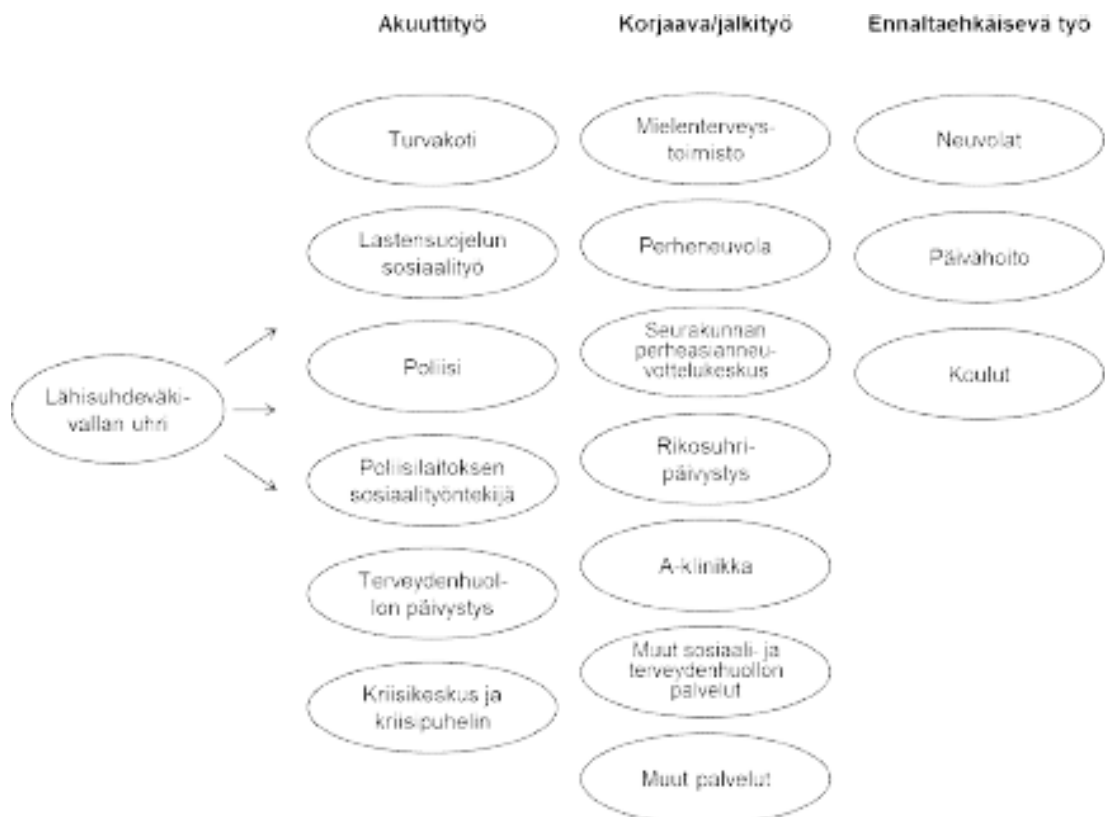 Akuuttityö
Korjaava/jälkityö
Ennaltaehkäisevä työ
Lähisuhdeväki-
vallan uhri
Turvakoti
Lastensuojelun
sosiaalityö
Poliisi
Poliisilaitoksen
sosiaalityöntekijä
Terveydenhuol-
lon päivystys
Kriisikeskus ja
kriisipuhelin
Mielenterveys-
toimisto
Perheneuvola
Seurakunnan
perheasianneu-
vottelukeskus
Rikosuhri-
päivystys
A-klinikka
Muut sosiaali- ja
terveydenhuollon
palvelut
Muut palvelut
Neuvolat
Päivähoito
Koulut